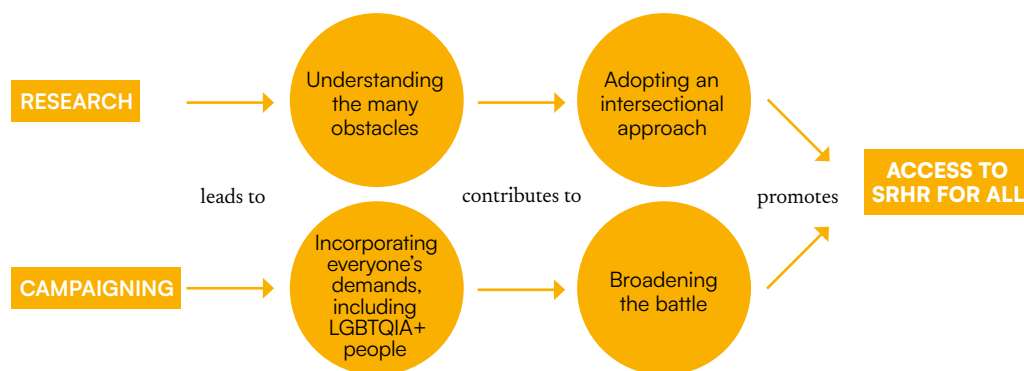 RESEARCH
Understanding
the many
obstacles
Adopting an
intersectional
approach
ACCESS TO
SRHR FOR ALL
leads to
contributes to
promotes
CAMPAIGNING
Incorporating
everyone’s
demands,
including
LGBTQIA+
people
Broadening
the battle